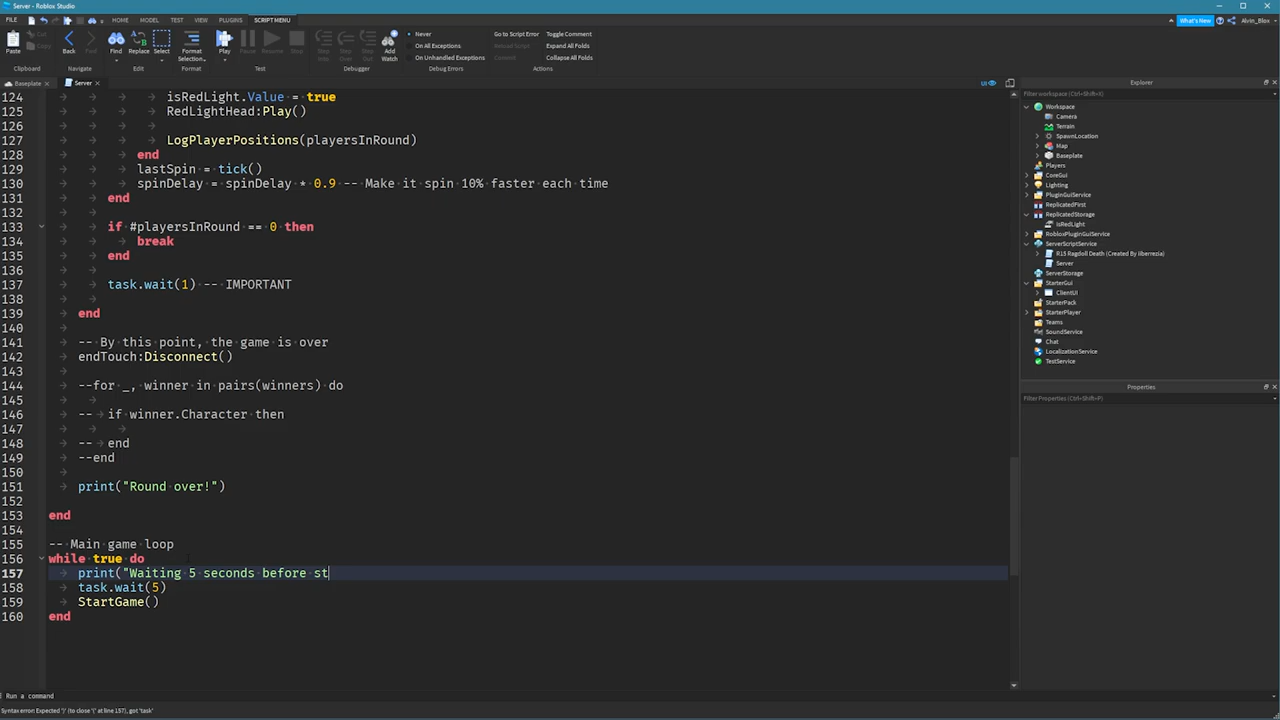 Server - Roblox Studio
FILE
HOME
MODEL
AVATAR
TEST
VIEW
PLUGINS
SCRIPT MENU
What's New
Alvin_Blox
Paste
Cut
Copy
Clipboard
Back
Fwd
Navigate
Find
Replace
Select
Edit
Format
Selection
Format
Play
Pause
Resume
Stop
Test
Step
Into
Step
Over
Step
Out
Add
Watch
Debugger
Never
On All Exceptions
On Unhandled Exceptions
Debug Errors
Go to Script Error
Reload Script
Commit
Toggle Comment
Expand All Folds
Collapse All Folds
Actions
Baseplate
Server
UI
124 isRedLight.Value = true
125 RedLightHead:Play()
126
127 LogPlayerPositions(playersInRound)
128 end
129 lastSpin = tick()
130 spinDelay = spinDelay * 0.9 -- Make it spin 10% faster each time
131 end
132
133 if #playersInRound == 0 then
134 break
135 end
136
137 task.wait(1) -- IMPORTANT
138
139 end
140
141 -- By this point, the game is over
142 endTouch:Disconnect()
143
144 --for _, winner in pairs(winners) do
145
146 -- if winner.Character then
147
148 -- end
149 --end
150
151 print("Round over!")
152
153 end
154
155 -- Main game loop
156 while true do
157 print("Waiting 5 seconds before st
158 task.wait(5)
159 StartGame()
160 end
Explorer
Filter workspace (Ctrl+Shift+X)
Workspace
Camera
Terrain
SpawnLocation
Map
Baseplate
Players
CoreGui
Lighting
PluginGuiService
ReplicatedFirst
ReplicatedStorage
isRedLight
RobloxPluginGuiService
ServerScriptService
R15 Ragdoll Death (Created By liberrezia)
Server
ServerStorage
StarterGui
ClientUI
StarterPack
StarterPlayer
Teams
SoundService
Chat
LocalizationService
TestService
Properties
Filter Properties (Ctrl+Shift+P)
Run a command
Syntax error Expected ')' (to close '(' at line 157), got 'task'